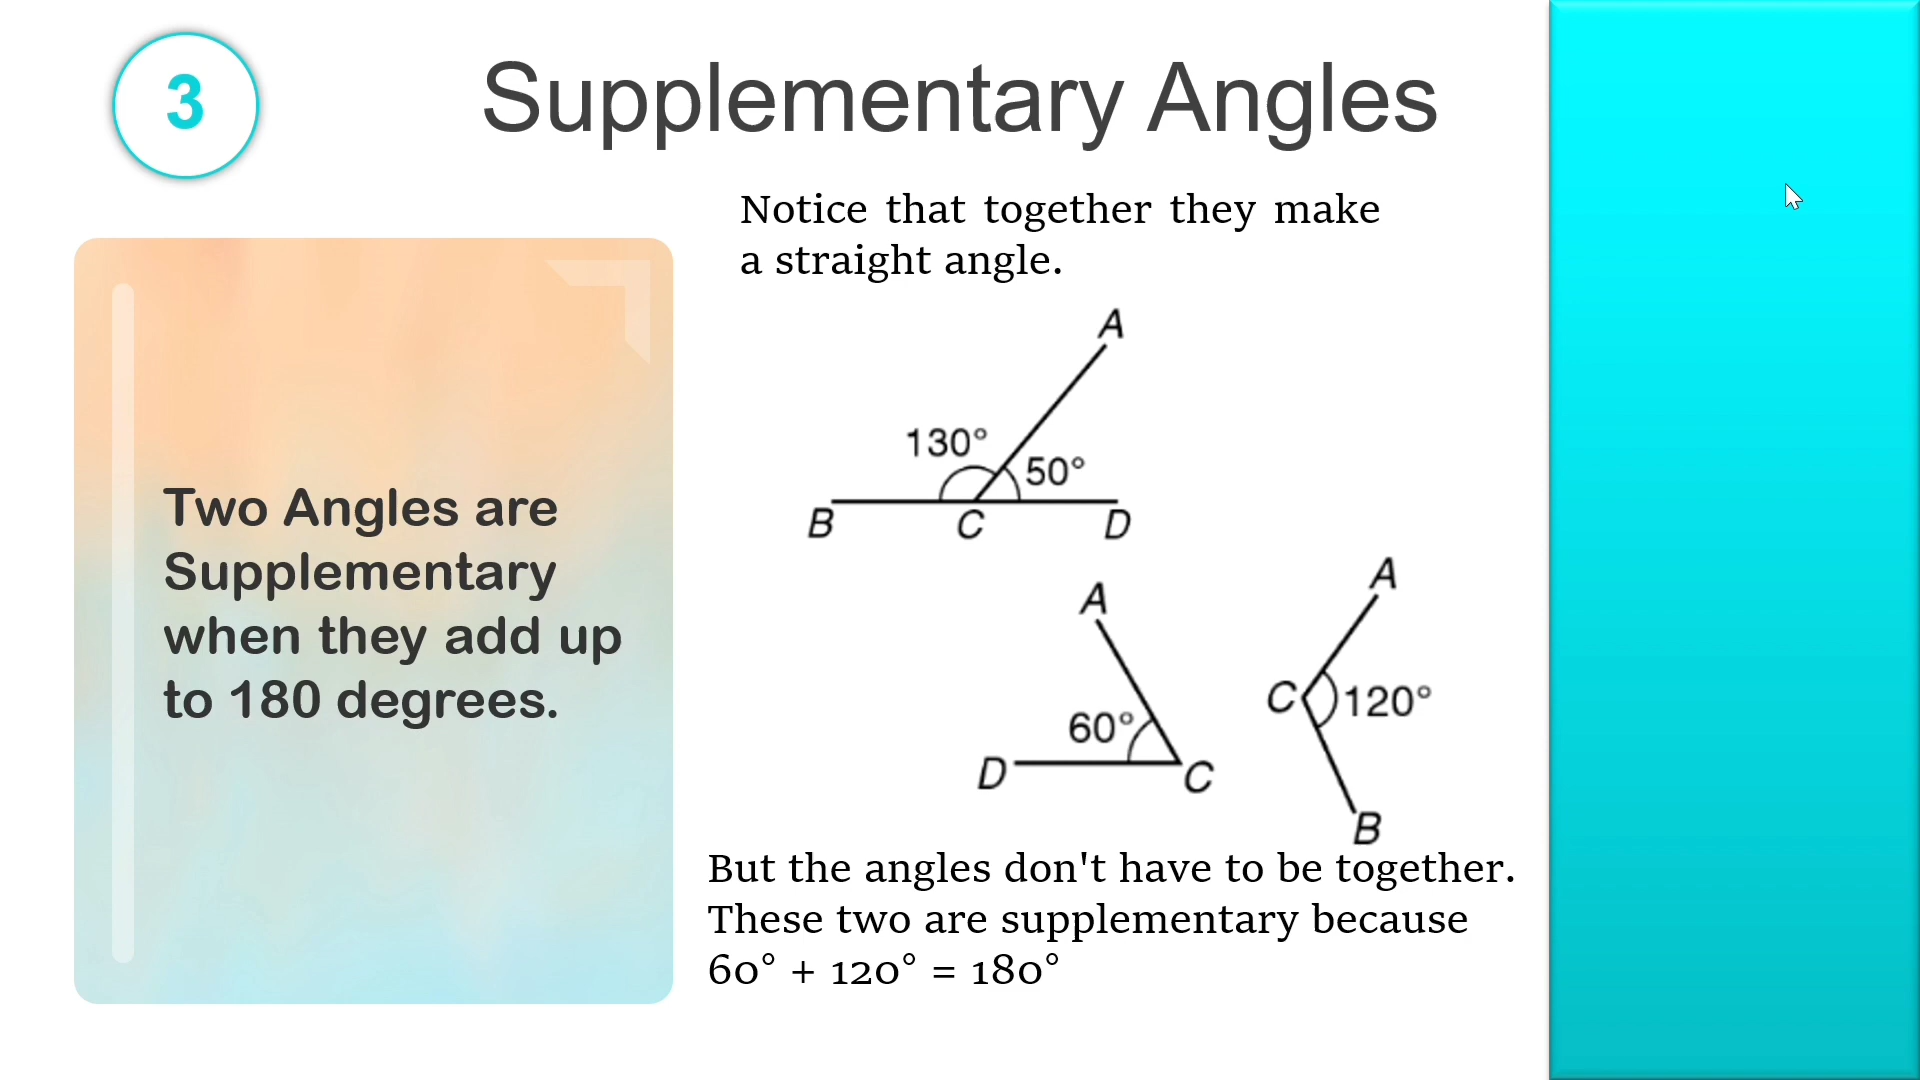 3
Supplementary Angles
Two Angles are
Supplementary
when they add up
to 180 degrees.
Notice that together they make
a straight angle.
A
130°
50°
B
C
D
A
60°
D
C
A
C
120°
B
But the angles don't have to be together.
These two are supplementary because
60° + 120° = 180°